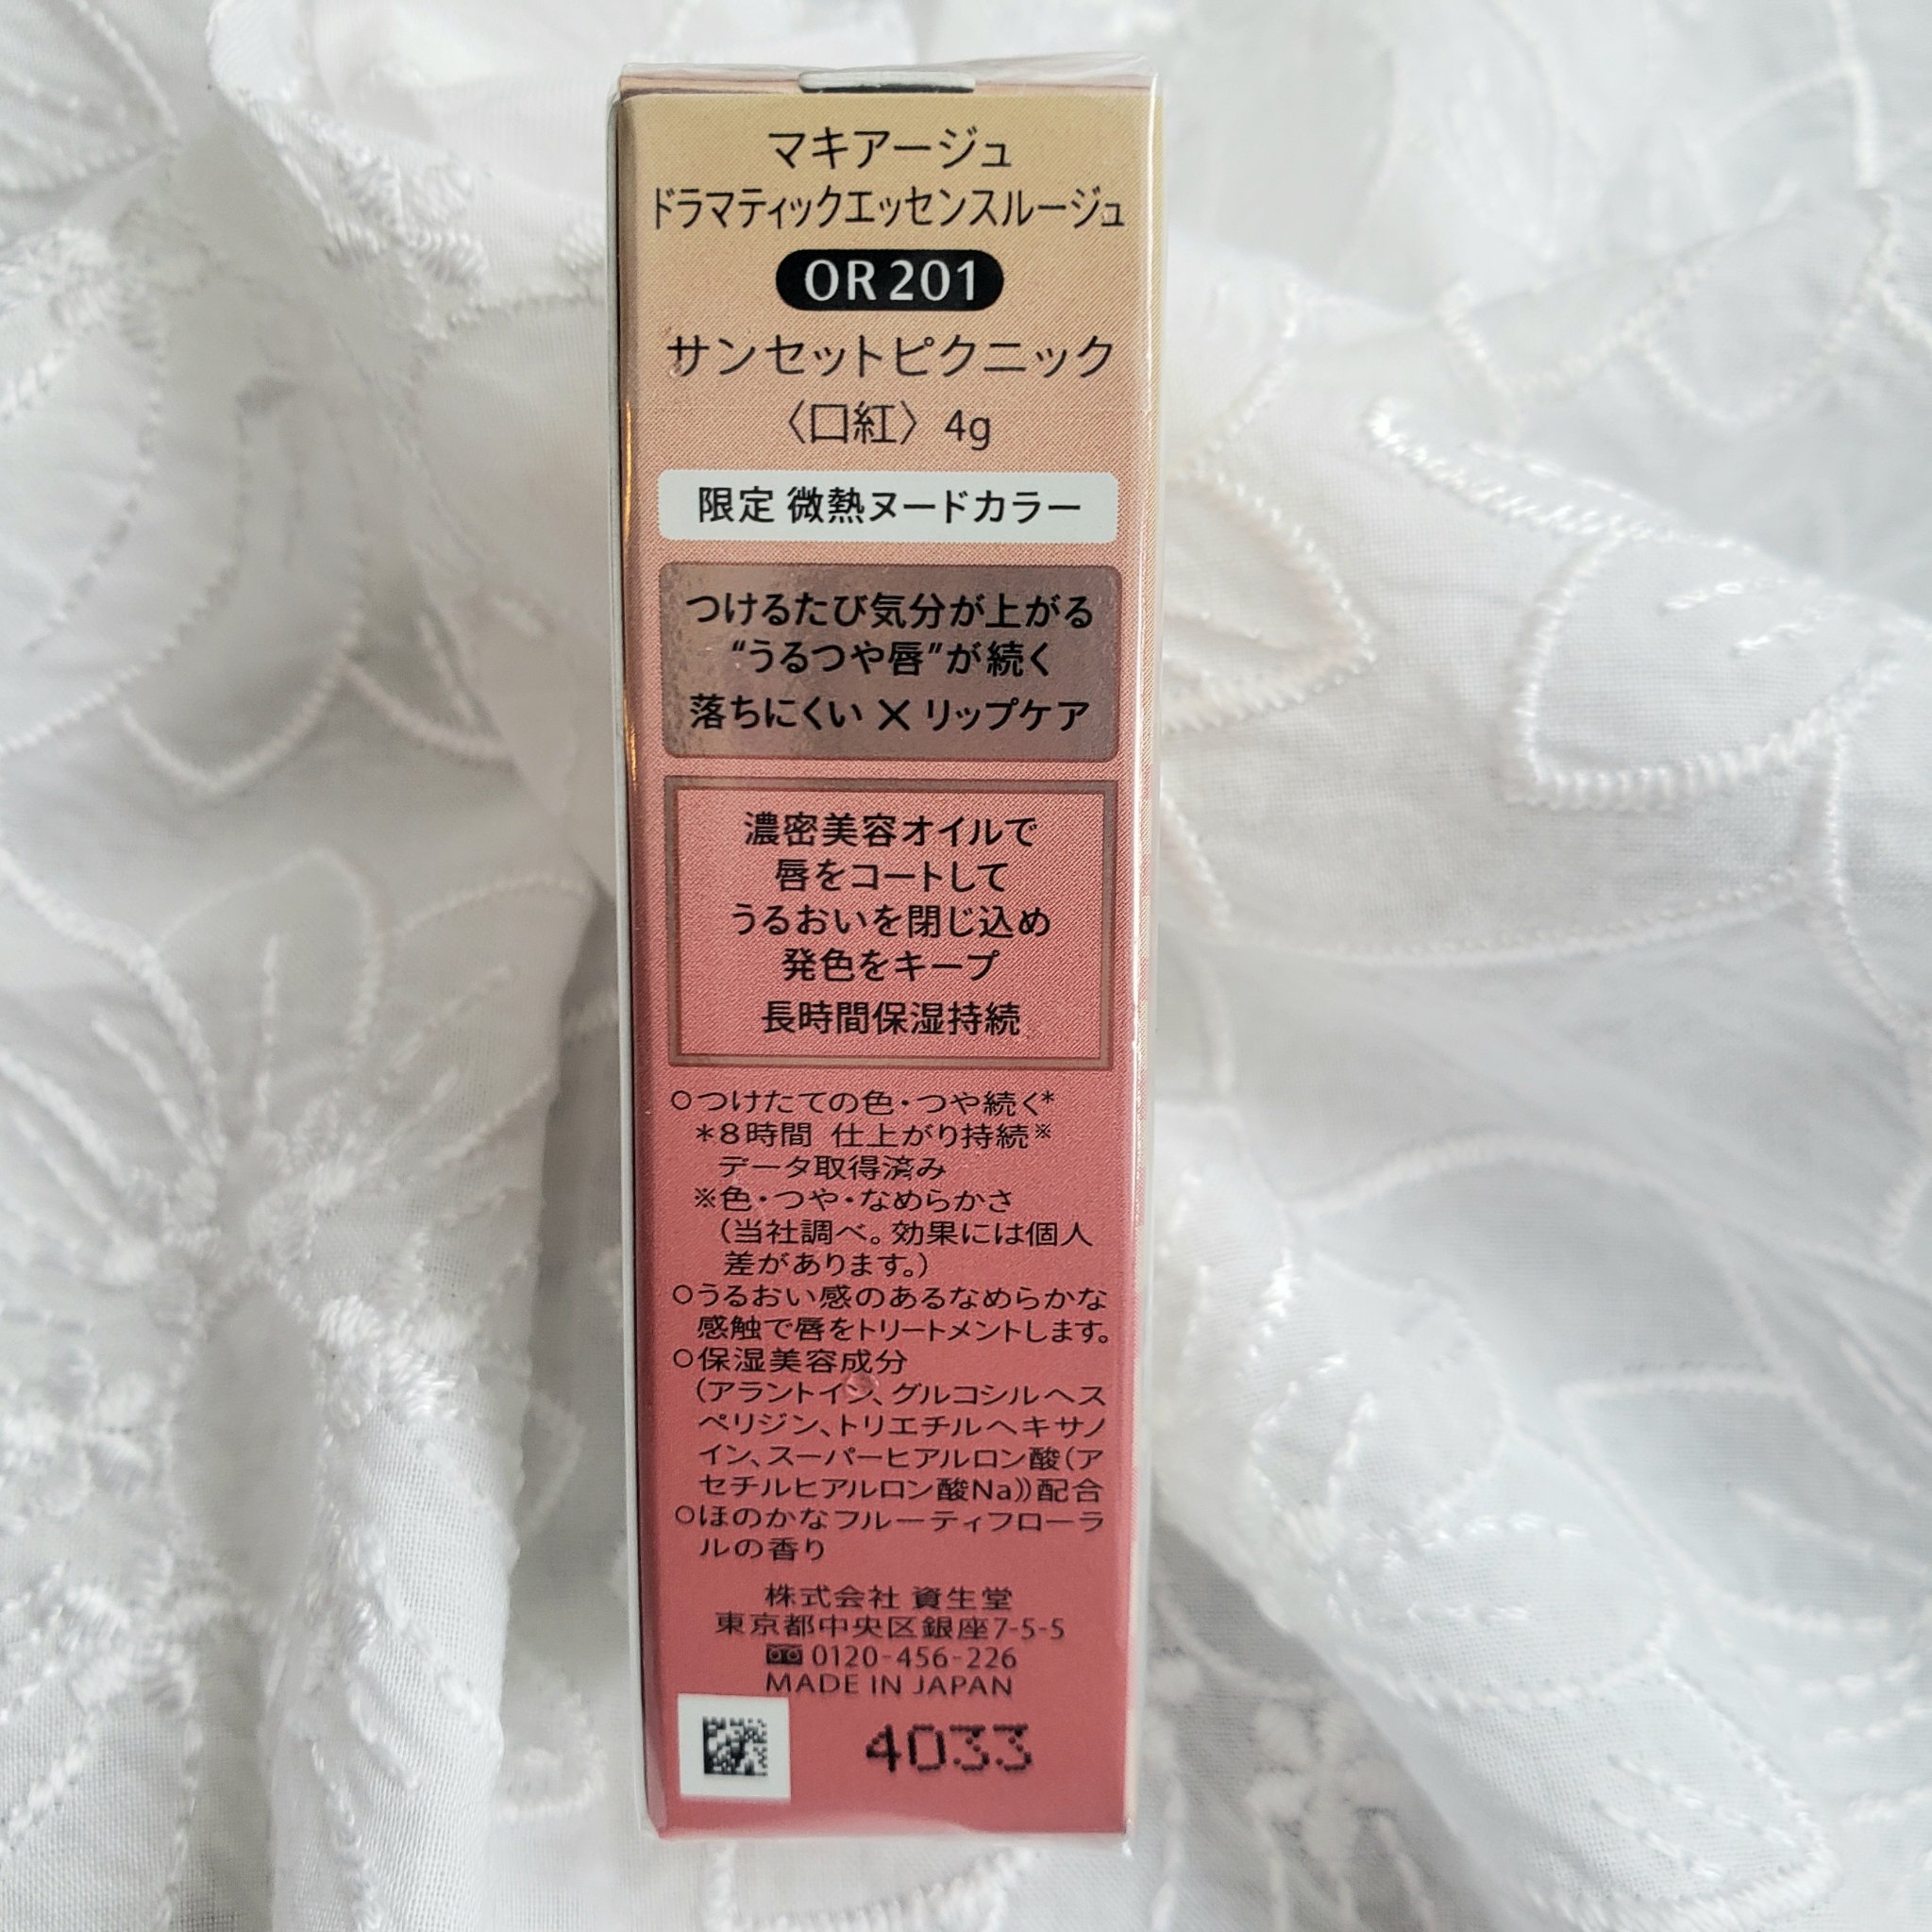 マキアージュ
ドラマティックエッセンスルージュ
OR201
サンセットピクニック
〈口紅〉4g
限定 微熱ヌードカラー
つけるたび気分が上がる
“うるつや唇”が続く
落ちにくい×リップケア
濃密美容オイルで
唇をコートして
うるおいを閉じ込め
発色をキープ
長時間保湿持続
○つけたての色・つや続く*
*8時間 仕上がり持続※
データ取得済み
※色・つや・なめらかさ
(当社調べ。効果には個人
差があります。)
○うるおい感のあるなめらかな
感触で唇をトリートメントします。
○保湿美容成分
(アラントイン、グルコシルヘス
ペリジン、トリエチルヘキサノ
イン、スーパーヒアルロン酸(ア
セチルヒアルロン酸Na))配合
○ほのかなフルーティフローラ
ルの香り
株式会社 資生堂
東京都中央区銀座7-5-5
0120-456-226
MADE IN JAPAN
4033